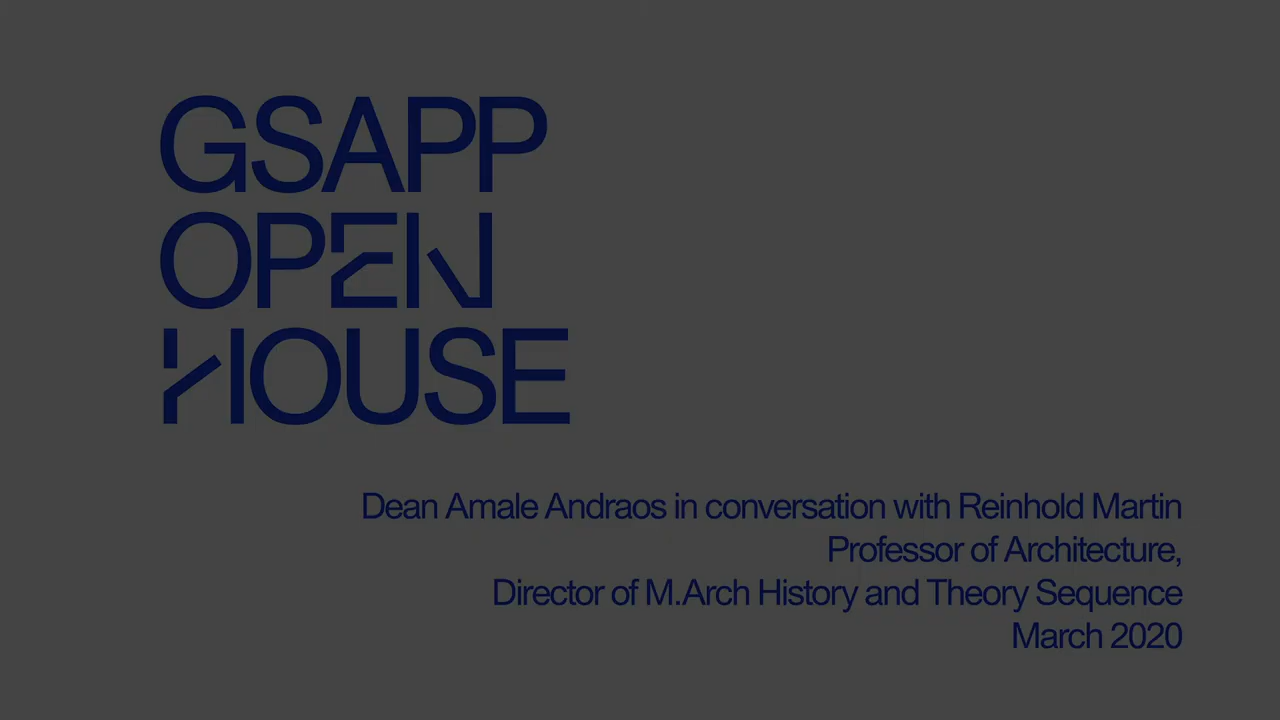 GSAPP
OPEN
HOUSE
Dean Amale Andraos in conversation with Reinhold Martin
Professor of Architecture,
Director of M.Arch History and Theory Sequence
March 2020